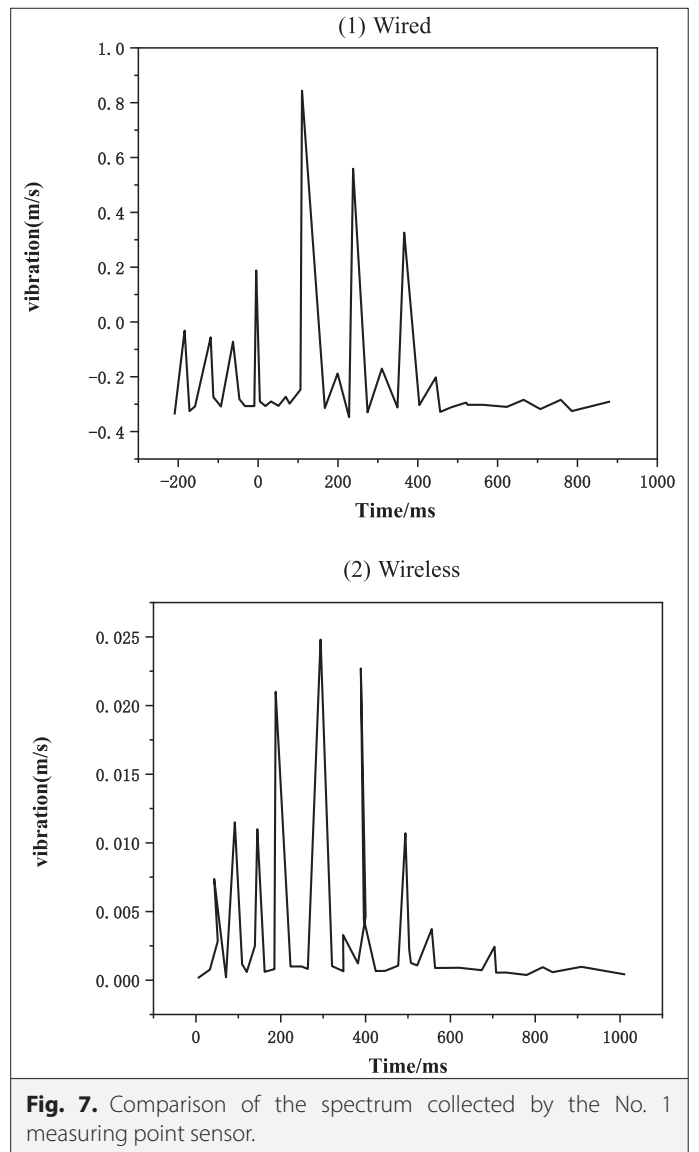 (1) Wired
1.0
0.8
0.6
0.4
0.2
0.0
-0.2
-0.4
vibration(m/s)
-200 0 200 400 600 800 1000
Time/ms
(2) Wireless
0.025
0.020
0.015
0.010
0.005
0.000
vibration(m/s)
0 200 400 600 800 1000
Time/ms
Fig. 7. Comparison of the spectrum collected by the No. 1
measuring point sensor.